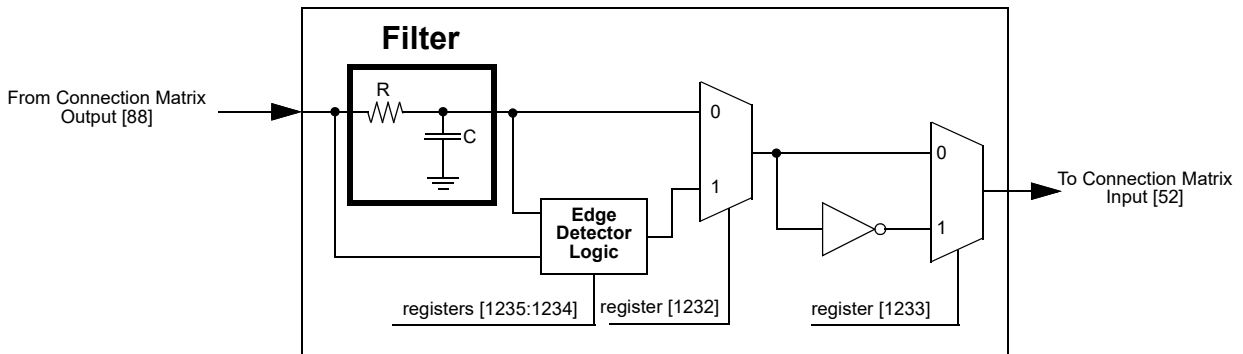 Filter
From Connection Matrix
Output [88]
R
C
0
1
Edge
Detector
Logic
0
1
To Connection Matrix
Input [52]
registers [1235:1234]
register [1232]
register [1233]